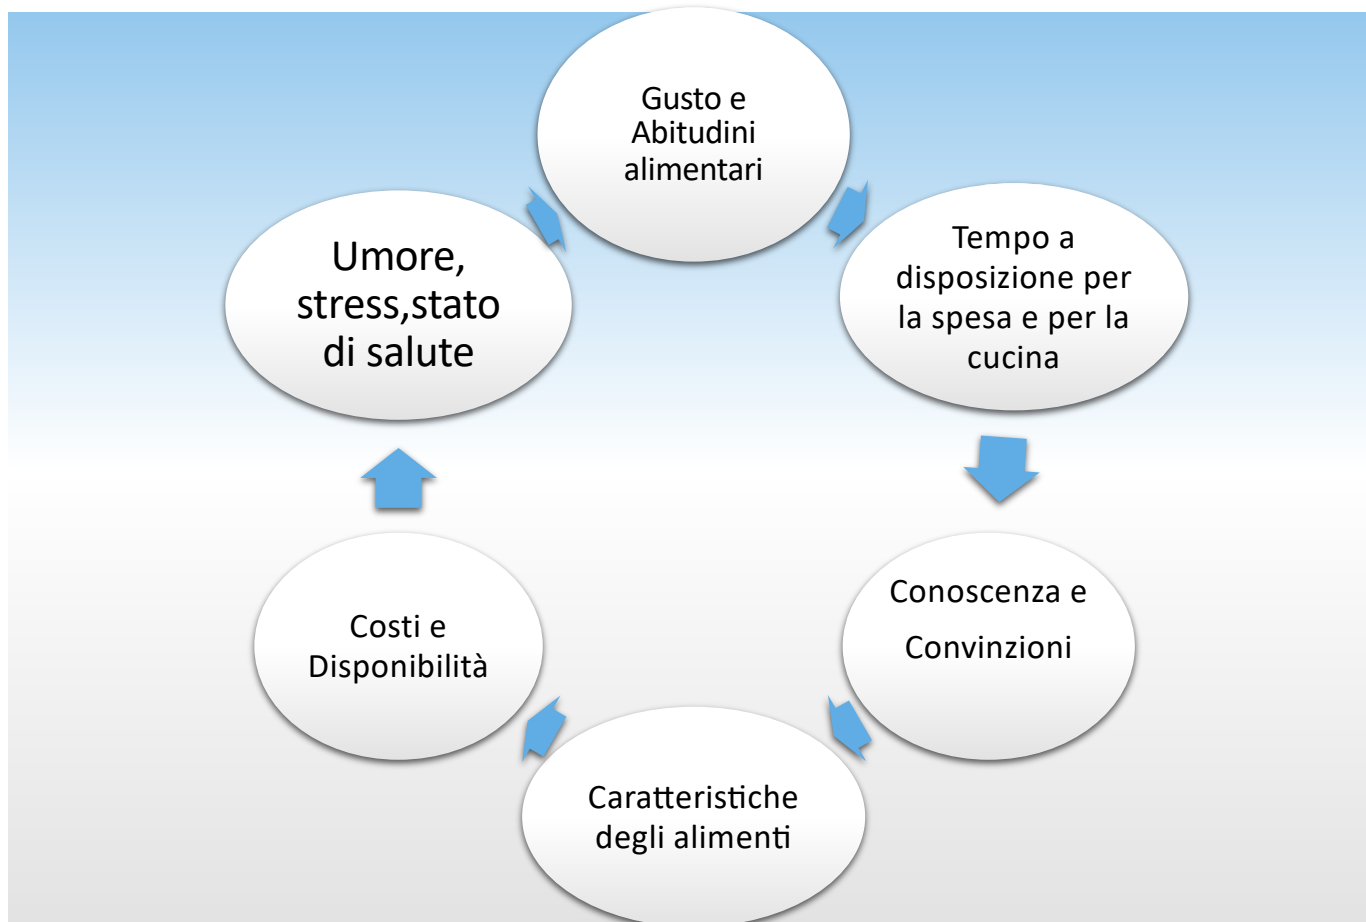 Gusto e
Abitudini
alimentari
Tempo a
disposizione per
la spesa e per la
cucina
Conoscenza e
Convinzioni
Caratteristiche
degli alimenti
Costi e
Disponibilità
Umore,
stress,stato
di salute